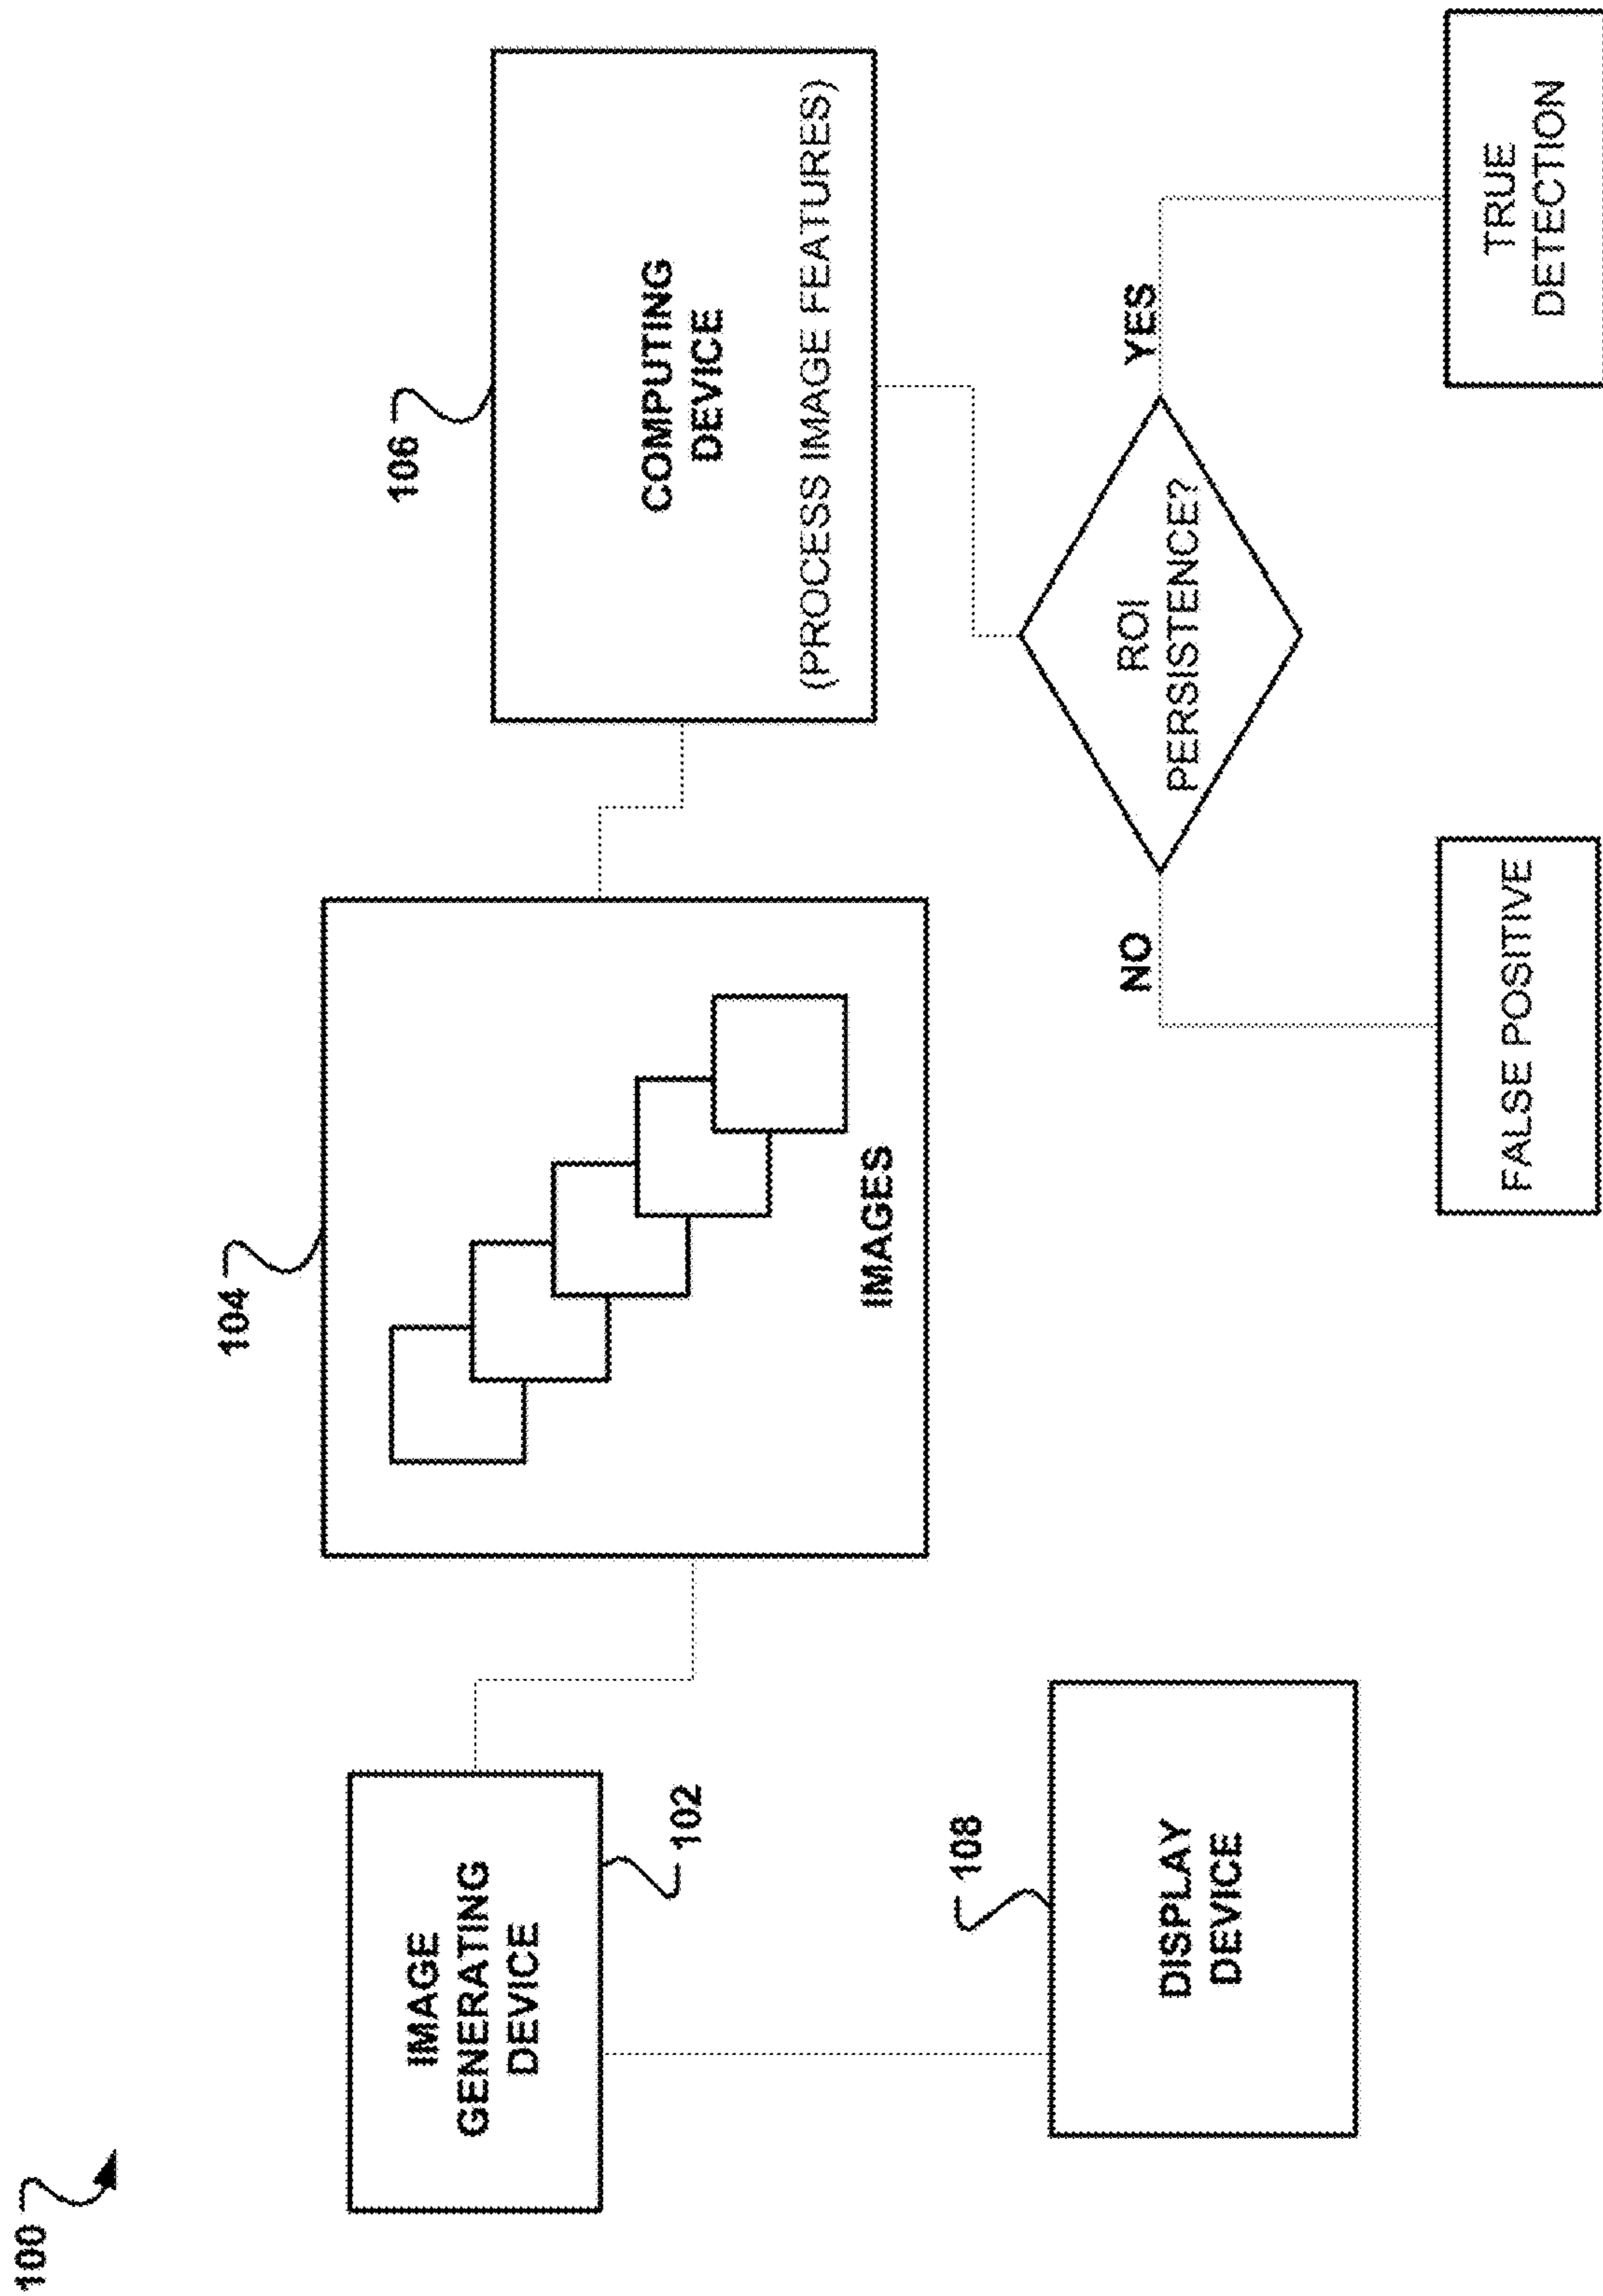 100
IMAGE
GENERATING
DEVICE
102
104
IMAGES
106
COMPUTING
DEVICE
(PROCESS IMAGE FEATURES)
108
DISPLAY
DEVICE
ROI
PERSISTENCE?
NO
YES
FALSE POSITIVE
TRUE
DETECTION